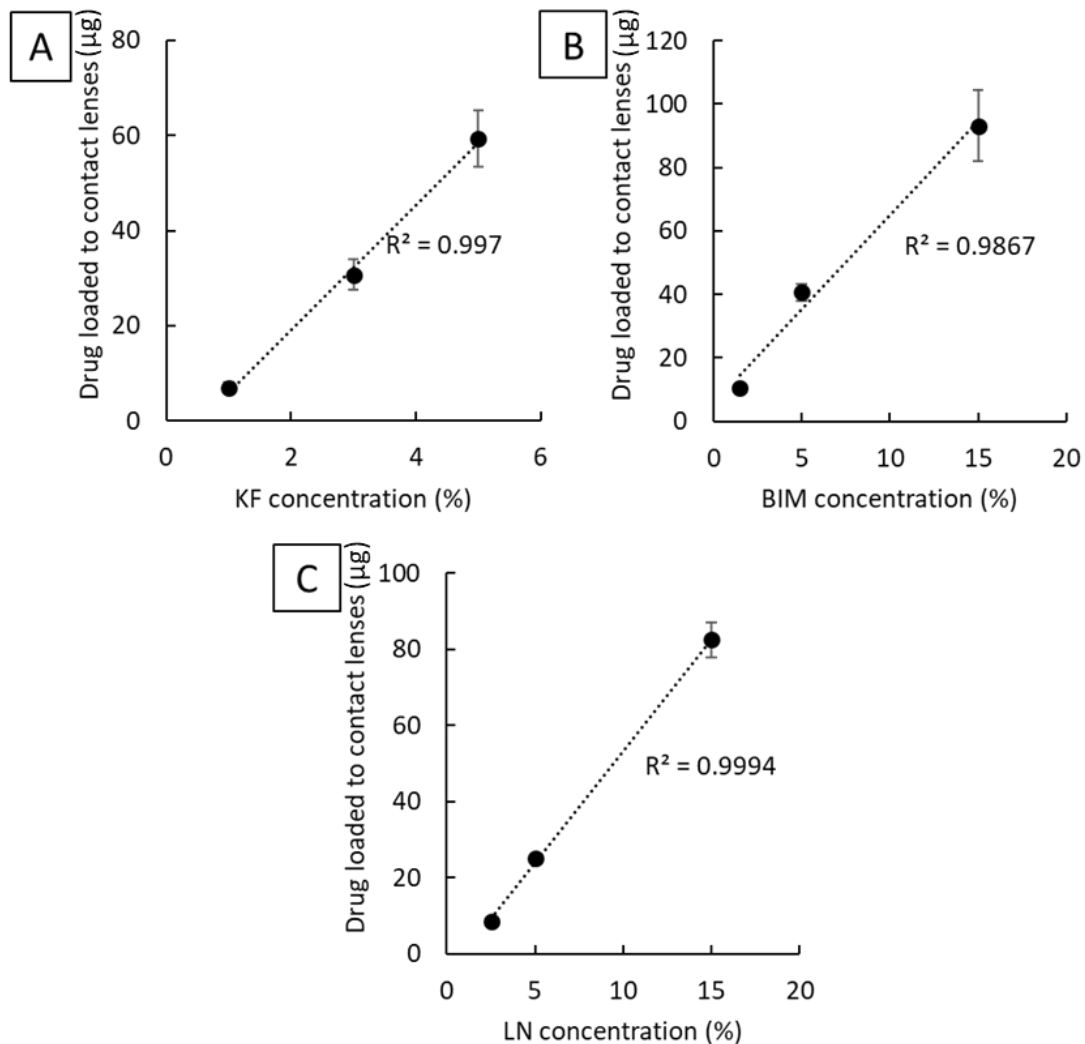 A
Drug loaded to contact lenses (µg)
80
60
40
20
0
R² = 0.997
0 2 4 6
KF concentration (%)
B
Drug loaded to contact lenses (µg)
120
100
80
60
40
20
0
R² = 0.9867
0 5 10 15 20
BIM concentration (%)
C
Drug loaded to contact lenses (µg)
100
80
60
40
20
0
R² = 0.9994
0 5 10 15 20
LN concentration (%)